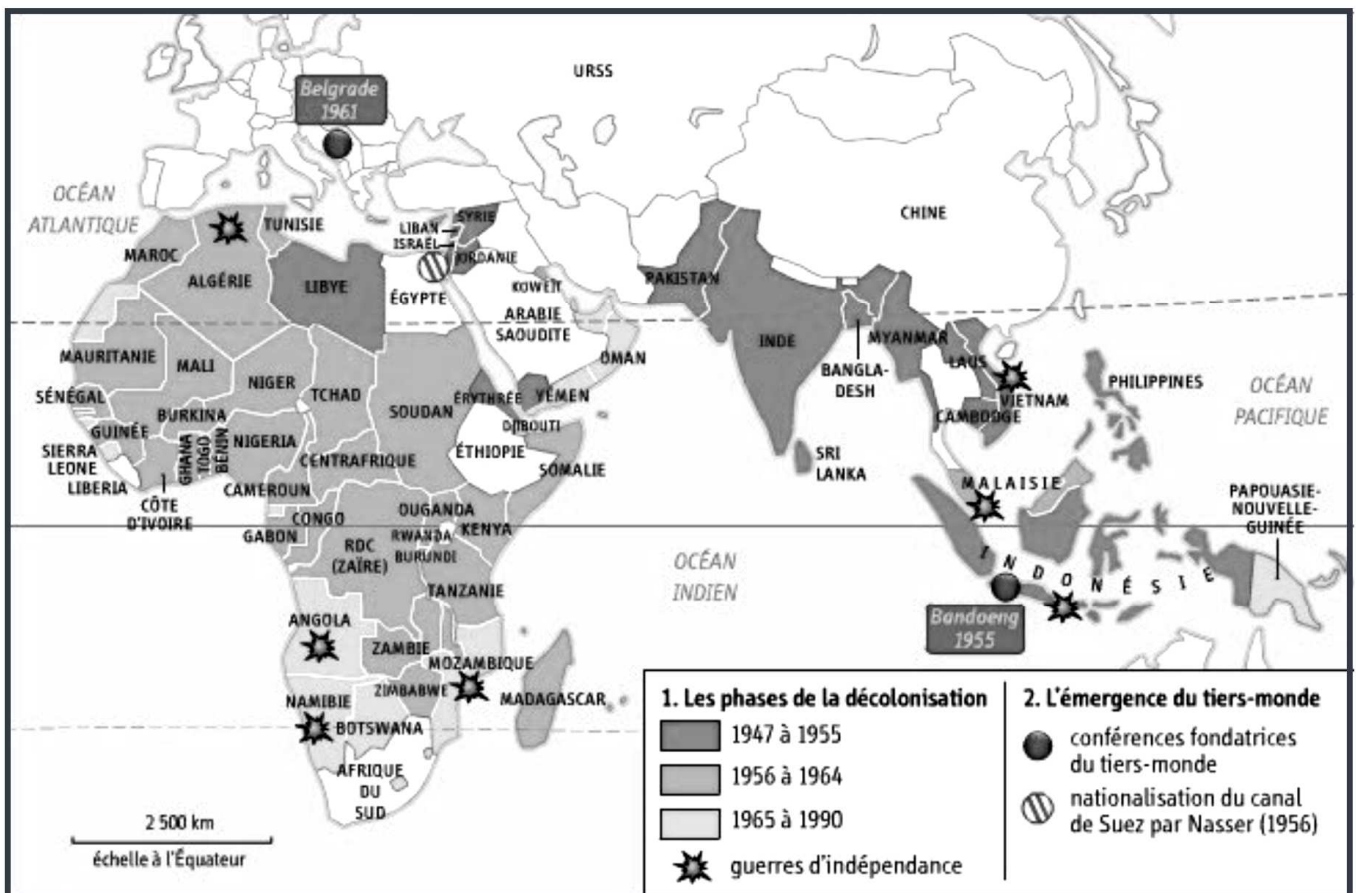 Belgrade
1961
URSS
OCÉAN
ATLANTIQUE
CHINE
TUNISIE
SYRIE
LIBAN
ISRAËL
JORDANIE
MAROC
ALGÉRIE
LIBYE
ÉGYPTE
KOWEÏT
PAKISTAN
ARABIE
SAOUDITE
INDE
MYANMAR
OMAN
MAURITANIE
MALI
NIGER
TCHAD
LAOS
BANGLA-
DESH
PHILIPPINES
OCÉAN
PACIFIQUE
SÉNÉGAL
SOUDAN
ÉRYTHRÉE
YÉMEN
VIETNAM
CAMBODGE
BURKINA
DJIBOUTI
GUINÉE
NIGERIA
GHANA
TOGO
BÉNIN
ÉTHIOPIE
SIERRA
LEONE
LIBERIA
CENTRAFRIQUE
SOMALIE
SRI
LANKA
CÔTE
D'IVOIRE
CAMEROUN
MALAISIE
PAPOUASIE-
NOUVELLE-
GUINÉE
OUGANDA
CONGO
KENYA
GABON
RWANDA
RDC
(ZAÏRE)
BURUNDI
OCÉAN
INDIEN
INDONÉSIE
TANZANIE
Bandoeng
1955
ANGOLA
ZAMBIE
MOZAMBIQUE
ZIMBABWE
MADAGASCAR
NAMIBIE
BOTSWANA
AFRIQUE
DU
SUD
2 500 km
échelle à l'Équateur
1. Les phases de la décolonisation
1947 à 1955
1956 à 1964
1965 à 1990
guerres d'indépendance
2. L'émergence du tiers-monde
conférences fondatrices
du tiers-monde
nationalisation du canal
de Suez par Nasser (1956)